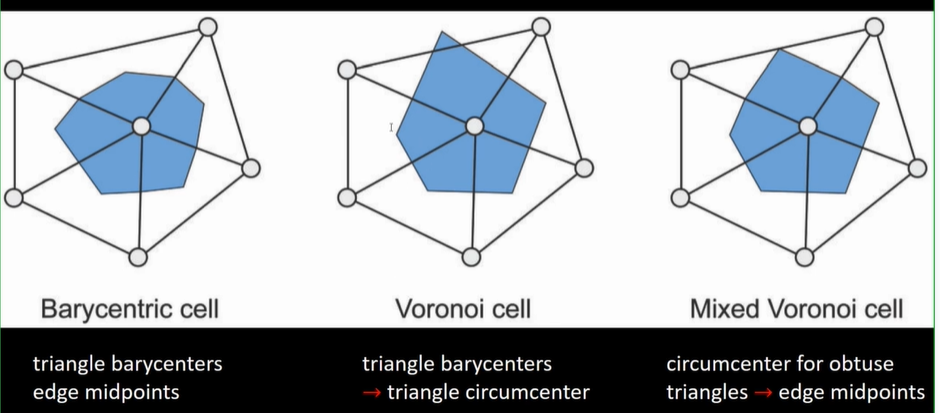 Barycentric cell
Voronoi cell
Mixed Voronoi cell
triangle barycenters
edge midpoints
triangle barycenters
→ triangle circumcenter
circumcenter for obtuse
triangles → edge midpoints